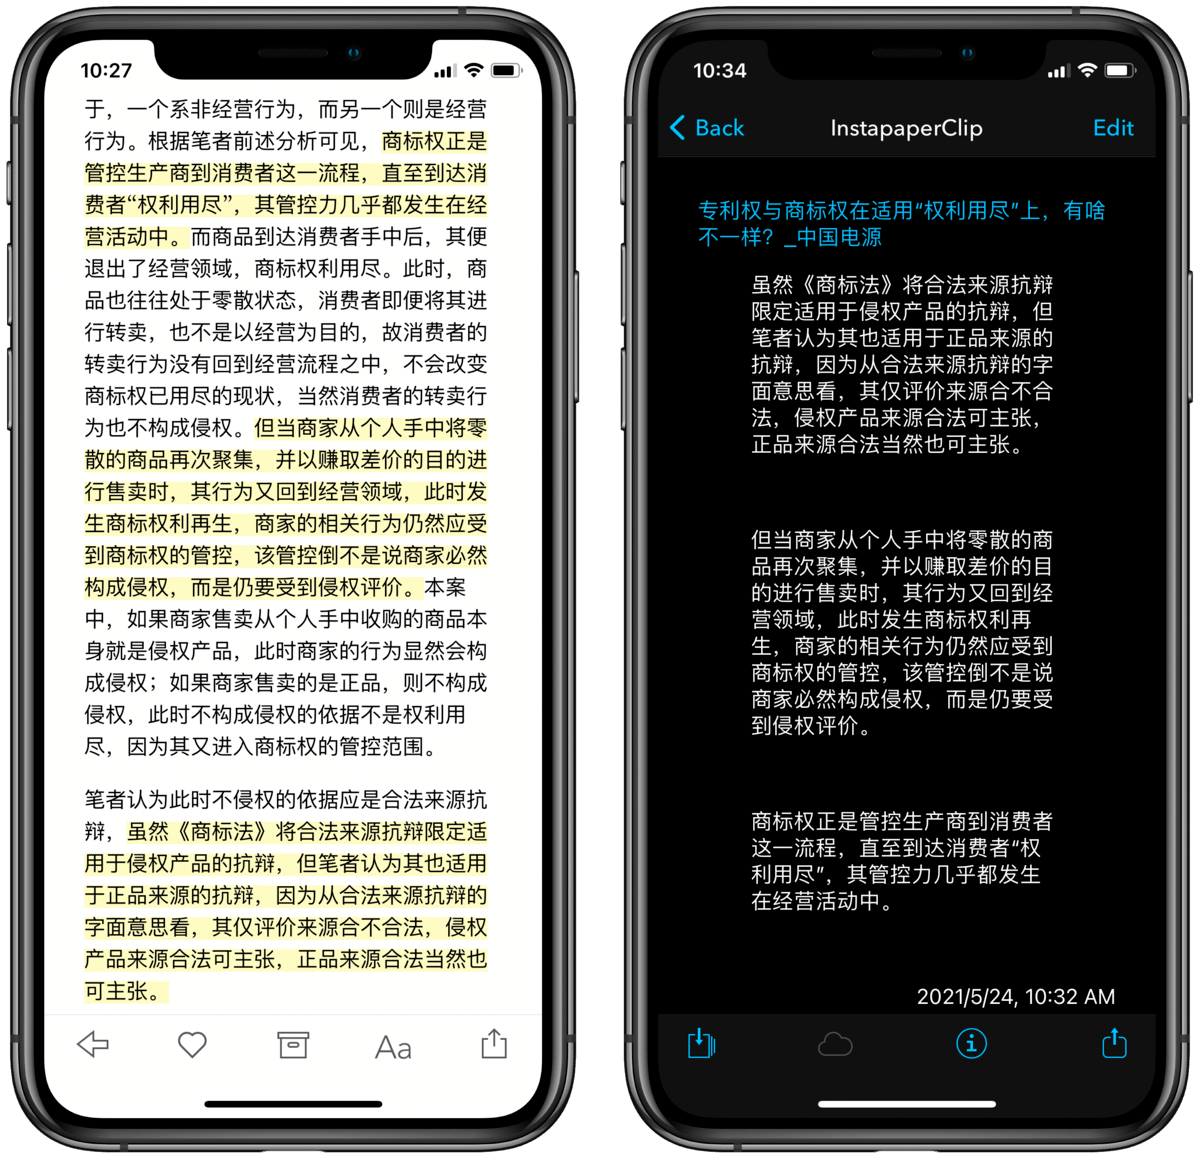 10:27
于，一个系非经营行为，而另一个则是经营
行为。根据笔者前述分析可见，商标权正是
管控生产商到消费者这一流程，直至到达消
费者“权利用尽”，其管控力几乎都发生在经
营活动中。而商品到达消费者手中后，其便
退出了经营领域，商标权利用尽。此时，商
品也往往处于零散状态，消费者即便将其进
行转卖，也不是以经营为目的，故消费者的
转卖行为没有回到经营流程之中，不会改变
商标权已用尽的现状，当然消费者的转卖行
为也不构成侵权。但当商家从个人手中将零
散的商品再次聚集，并以赚取差价的目的进
行售卖时，其行为又回到经营领域，此时发
生商标权利再生，商家的相关行为仍然应受
到商标权的管控，该管控倒不是说商家必然
构成侵权，而是仍要受到侵权评价。本案
中，如果商家售卖从个人手中收购的商品本
身就是侵权产品，此时商家的行为显然会构
成侵权；如果商家售卖的是正品，则不构成
侵权，此时不构成侵权的依据不是权利用
尽，因为其又进入商标权的管控范围。
笔者认为此时不侵权的依据应是合法来源抗
辩，虽然《商标法》将合法来源抗辩限定适
用于侵权产品的抗辩，但笔者认为其也适用
于正品来源的抗辩，因为从合法来源抗辩的
字面意思看，其仅评价来源合不合法，侵权
产品来源合法可主张，正品来源合法当然也
可主张。
Aa
10:34
Back
InstapaperClip
Edit
专利权与商标权在适用“权利用尽”上，有啥
不一样？_中国电源
虽然《商标法》将合法来源抗辩
限定适用于侵权产品的抗辩，但
笔者认为其也适用于正品来源的
抗辩，因为从合法来源抗辩的字
面意思看，其仅评价来源合不合
法，侵权产品来源合法可主张，
正品来源合法当然也可主张。
但当商家从个人手中将零散的商
品再次聚集，并以赚取差价的目
的进行售卖时，其行为又回到经
营领域，此时发生商标权利再
生，商家的相关行为仍然应受到
商标权的管控，该管控倒不是说
商家必然构成侵权，而是仍要受
到侵权评价。
商标权正是管控生产商到消费者
这一流程，直至到达消费者“权
利用尽”，其管控力几乎都发生
在经营活动中。
2021/5/24, 10:32 AM